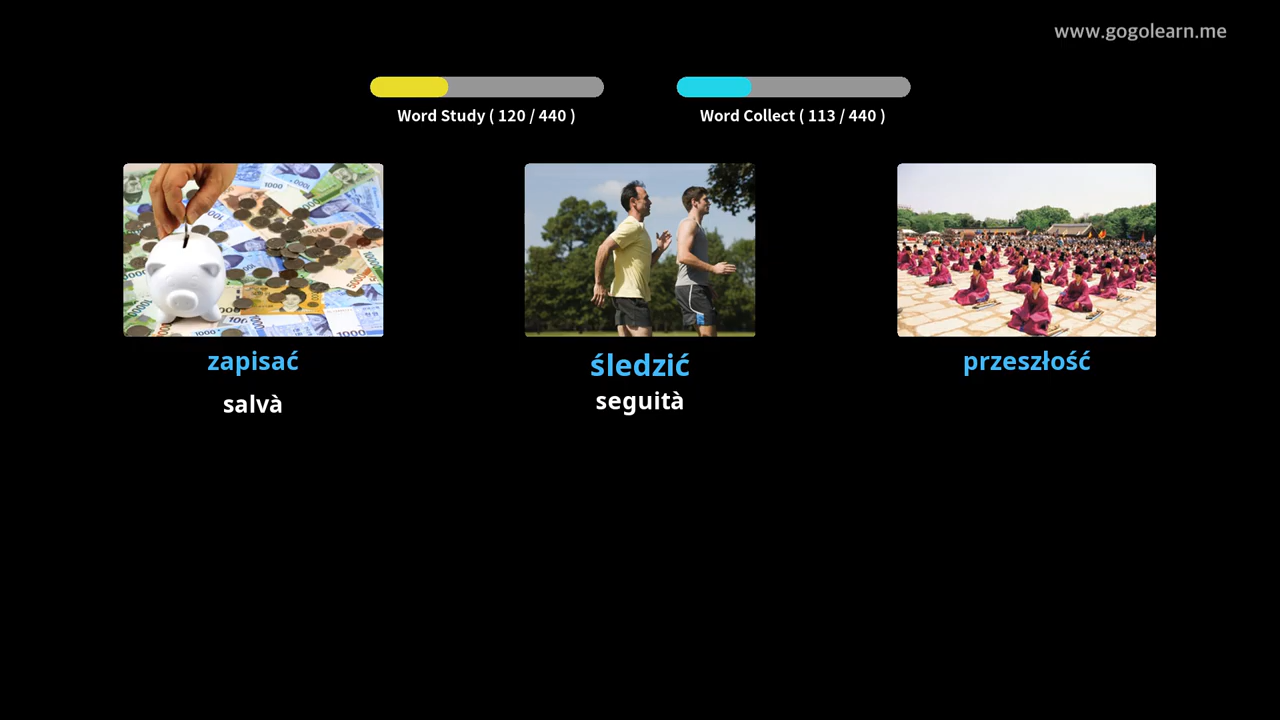 www.gogolearn.me
Word Study ( 120 / 440 )
Word Collect ( 113 / 440 )
zapisać
śledzić
przeszłość
salvà
seguità